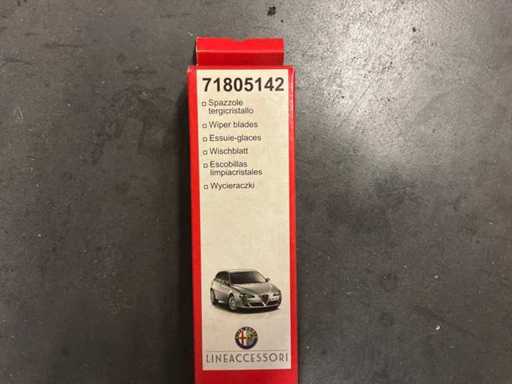 71805142
Spazzole
tergicristallo
Wiper blades
Essuie-glaces
Wischblatt
Escobillas
limpiacristales
Wycieraczki
LINEACCESSORI